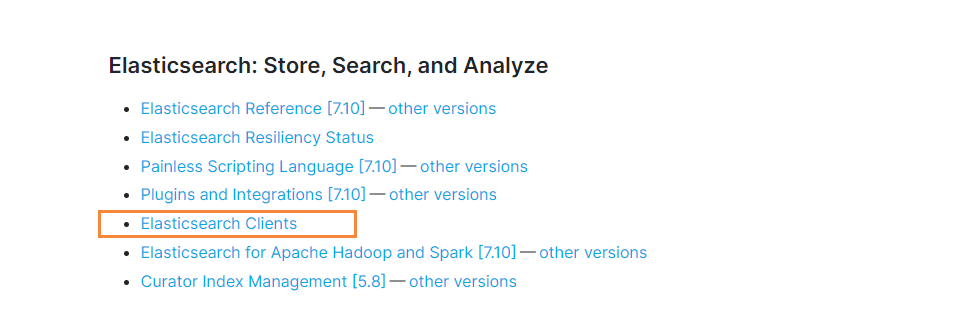 Elasticsearch: Store, Search, and Analyze
Elasticsearch Reference [7.10] — other versions
Elasticsearch Resiliency Status
Painless Scripting Language [7.10] — other versions
Plugins and Integrations [7.10] — other versions
Elasticsearch Clients
Elasticsearch for Apache Hadoop and Spark [7.10] — other versions
Curator Index Management [5.8] — other versions